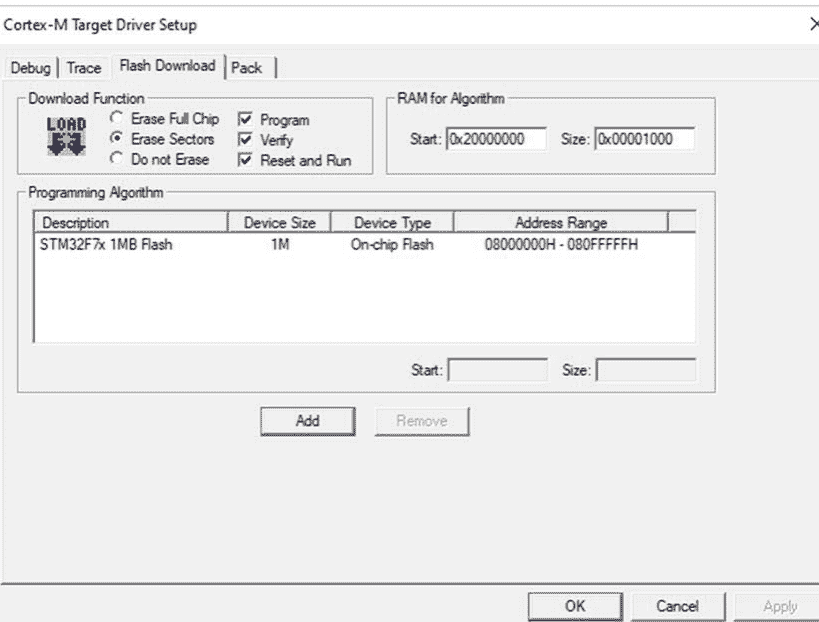 Cortex-M Target Driver Setup
Debug Trace Flash Download Pack
Download Function
LOAD
Erase Full Chip
Erase Sectors
Do not Erase
Program
Verify
Reset and Run
RAM for Algorithm
Start: 0x20000000 Size: 0x00001000
Programming Algorithm
Description Device Size Device Type Address Range
STM32F7x 1MB Flash 1M On-chip Flash 08000000H - 080FFFFFH
Start: Size:
Add Remove
OK Cancel Apply